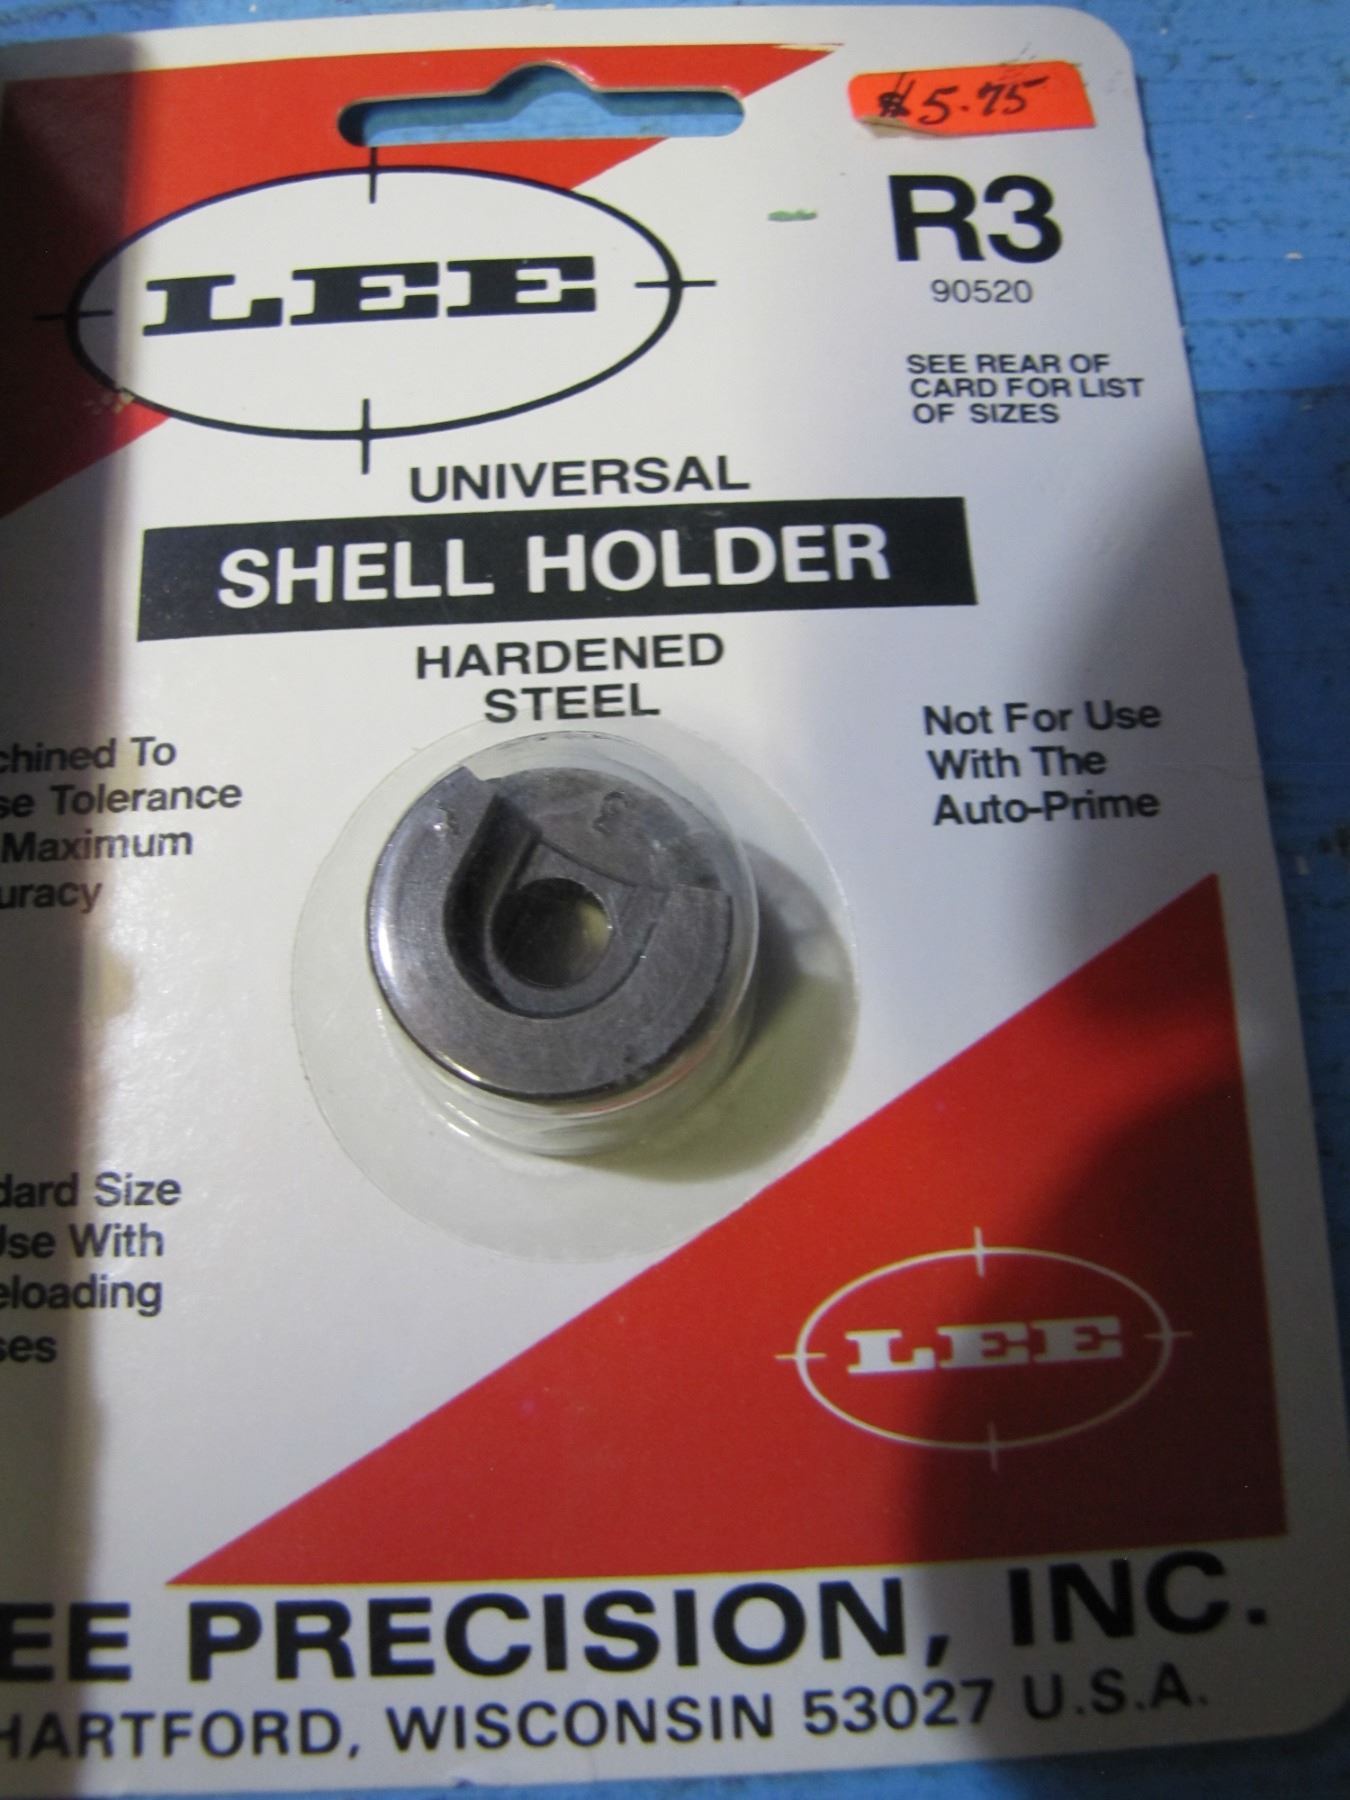 $5.75
R3
90520
LEE
SEE REAR OF
CARD FOR LIST
OF SIZES
UNIVERSAL
SHELL HOLDER
HARDENED
STEEL
chined To
se Tolerance
Maximum
uracy
Not For Use
With The
Auto-Prime
dard Size
Use With
eloading
ses
LEE
EE PRECISION, INC.
HARTFORD, WISCONSIN 53027 U.S.A.